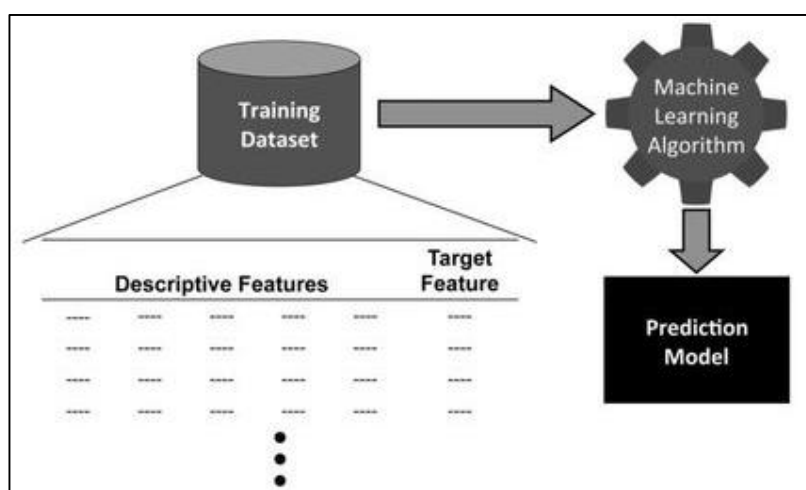 Training
Dataset
Machine
Learning
Algorithm
Target
Descriptive Features Feature
---- ---- ---- ---- ---- ----
---- ---- ---- ---- ---- ----
---- ---- ---- ---- ---- ----
---- ---- ---- ---- ---- ----
Prediction
Model